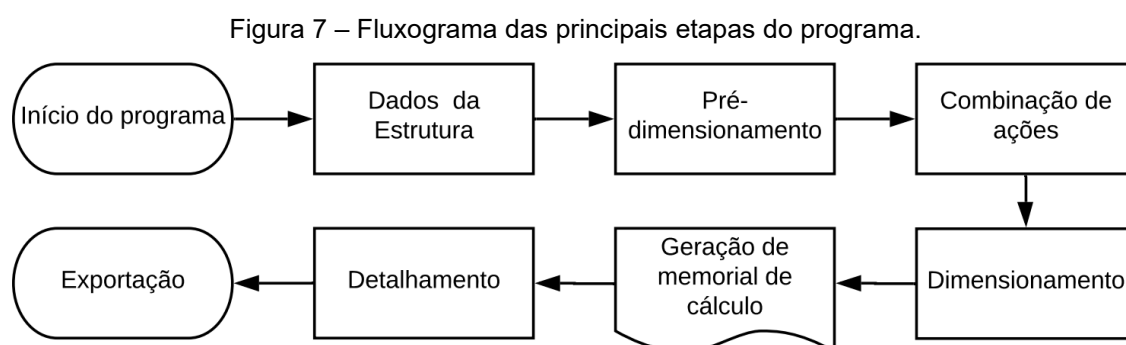 Figura 7 – Fluxograma das principais etapas do programa.
Início do programa
Dados da
Estrutura
Pré-
dimensionamento
Combinação de
ações
Dimensionamento
Geração de
memorial de
cálculo
Detalhamento
Exportação